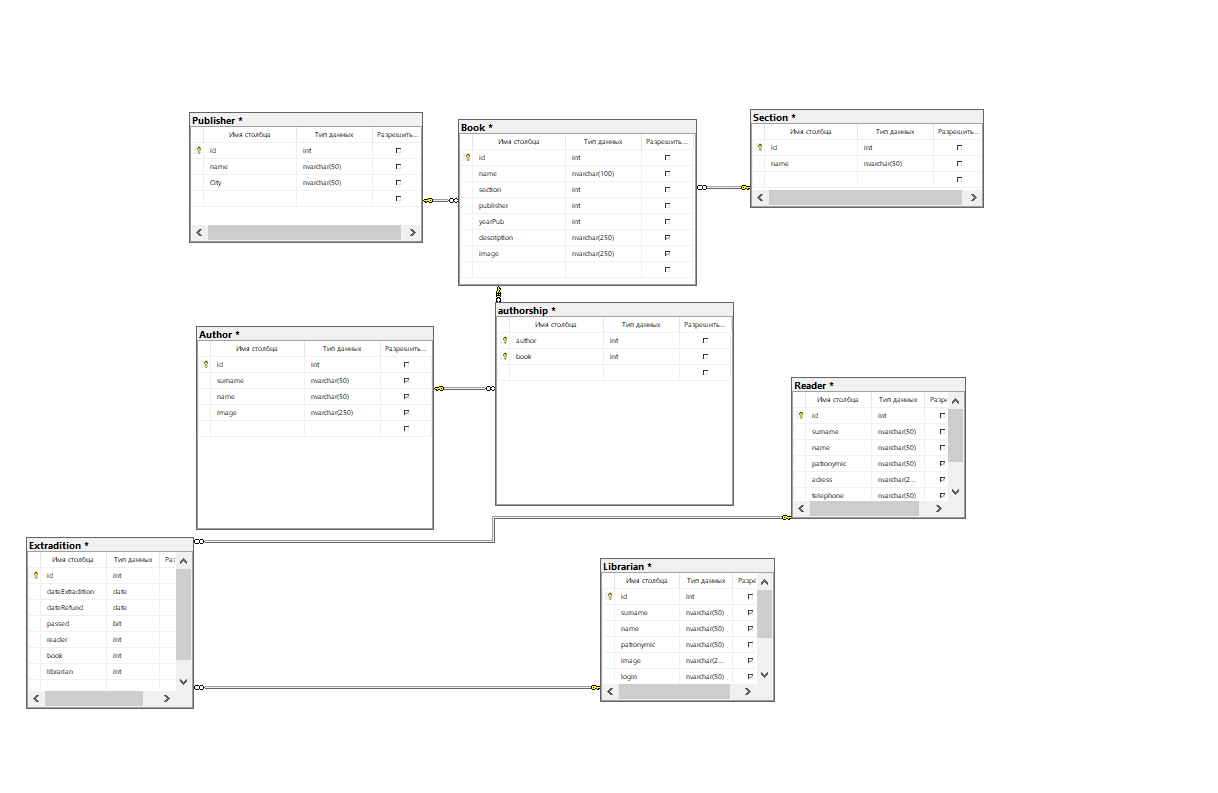 Publisher *
Имя столбца Тип данных Разрешить...
id int
name nvarchar(50)
City nvarchar(50)
Book *
Имя столбца Тип данных Разрешить...
id int
name nvarchar(100)
section int
publisher int
yearPub int
description nvarchar(250)
image nvarchar(250)
Section *
Имя столбца Тип данных Разрешить...
id int
name nvarchar(50)
Author *
Имя столбца Тип данных Разрешить...
id int
surname nvarchar(50)
name nvarchar(50)
image nvarchar(250)
authorship *
Имя столбца Тип данных Разрешить...
author int
book int
Reader *
Имя столбца Тип данных Разре
id int
surname nvarchar(50)
name nvarchar(50)
patronymic nvarchar(50)
adress nvarchar(2...
telephone nvarchar(50)
Extradition *
Имя столбца Тип данных Раз
id int
dateExtradition date
dateRefund date
passed bit
reader int
book int
librarian int
Librarian *
Имя столбца Тип данных Разре
id int
surname nvarchar(50)
name nvarchar(50)
patronymic nvarchar(50)
image nvarchar(2...
login nvarchar(50)